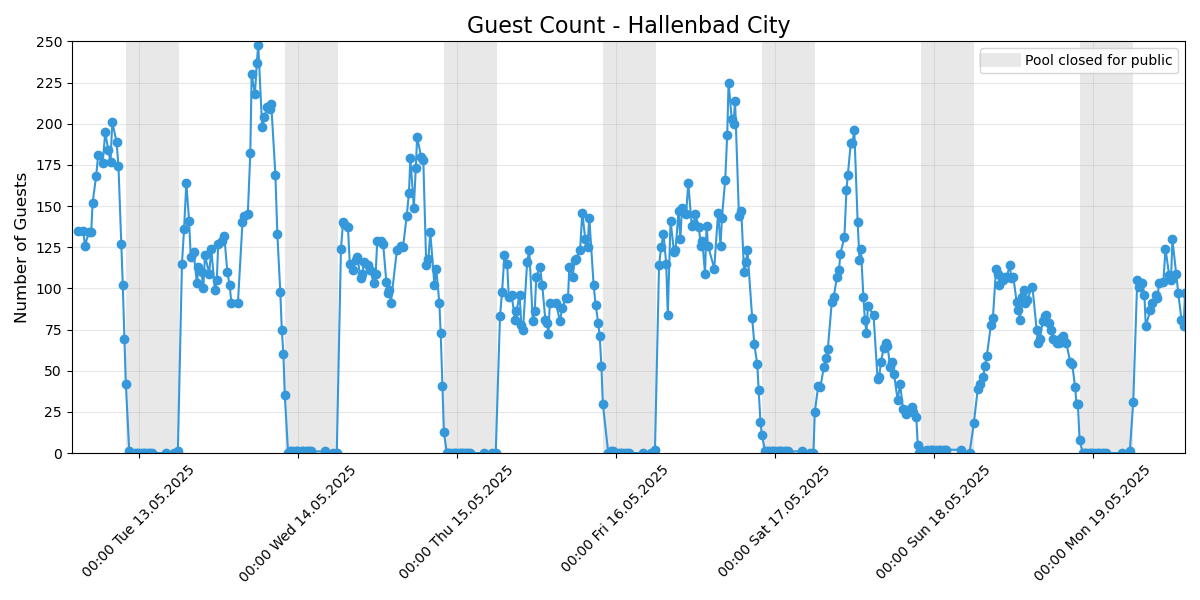 Guest Count - Hallenbad City
Pool closed for public
Number of Guests
250
225
200
175
150
125
100
75
50
25
0
00:00 Tue 13.05.2025
00:00 Wed 14.05.2025
00:00 Thu 15.05.2025
00:00 Fri 16.05.2025
00:00 Sat 17.05.2025
00:00 Sun 18.05.2025
00:00 Mon 19.05.2025